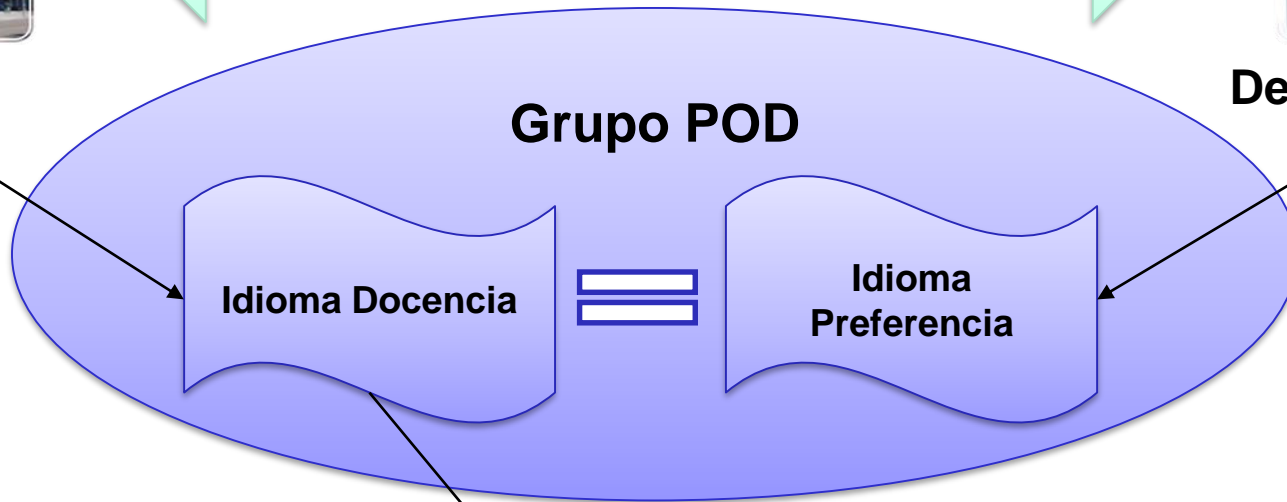 De
Grupo POD
Idioma Docencia
Idioma
Preferencia